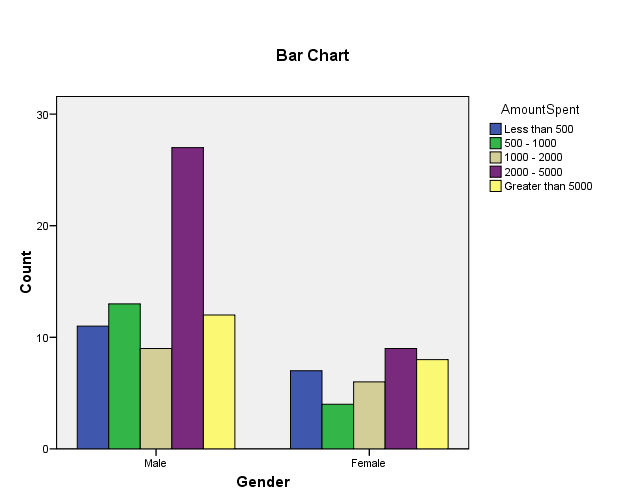 Bar Chart
AmountSpent
Less than 500
500 - 1000
1000 - 2000
2000 - 5000
Greater than 5000
30
20
10
0
Count
Male
Female
Gender